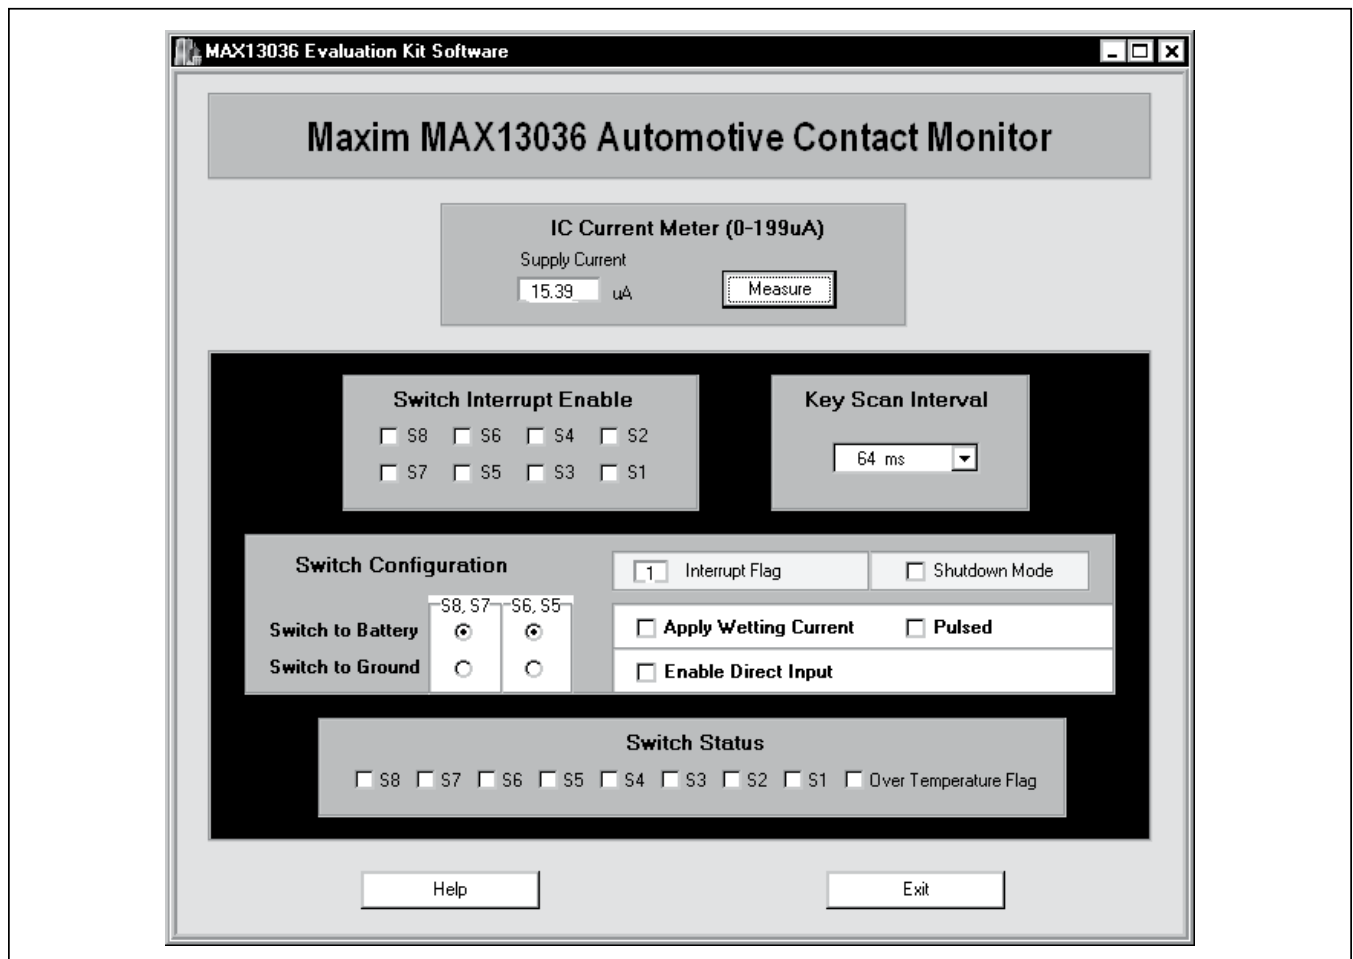 MAX13036 Evaluation Kit Software
Maxim MAX13036 Automotive Contact Monitor
IC Current Meter (0-199uA)
Supply Current
15.39 uA Measure
Switch Interrupt Enable
S8 S6 S4 S2
S7 S5 S3 S1
Key Scan Interval
64 ms
Switch Configuration
S8, S7 S6, S5
Switch to Battery
Switch to Ground
1 Interrupt Flag
Shutdown Mode
Apply Wetting Current
Pulsed
Enable Direct Input
Switch Status
S8 S7 S6 S5 S4 S3 S2 S1 Over Temperature Flag
Help
Exit